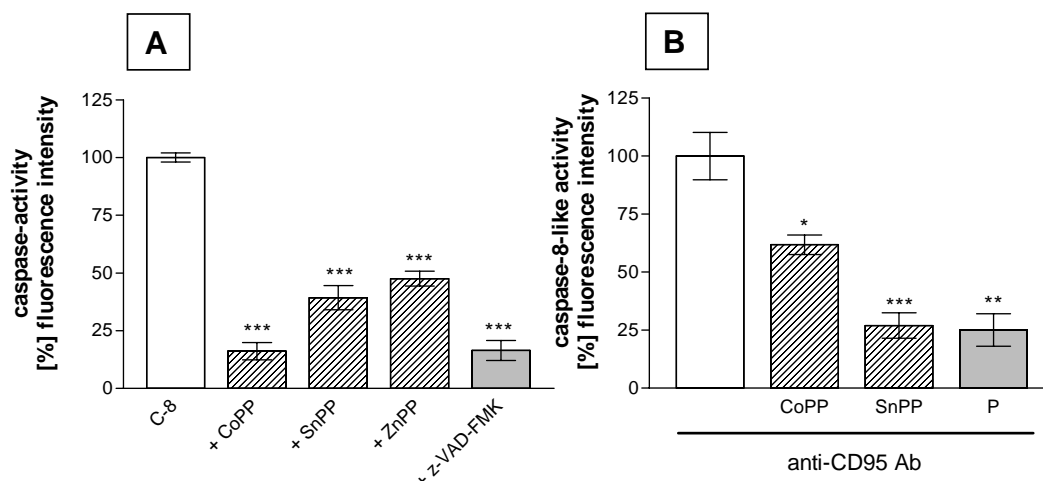 A
caspase-activity
[%] fluorescence intensity
125
100
75
50
25
0
***
***
***
***
C-8
+ CoPP
+ SnPP
+ ZnPP
+ z-VAD-FMK
B
caspase-8-like activity
[%] fluorescence intensity
125
100
75
50
25
0
*
***
**
CoPP
SnPP
P
anti-CD95 Ab